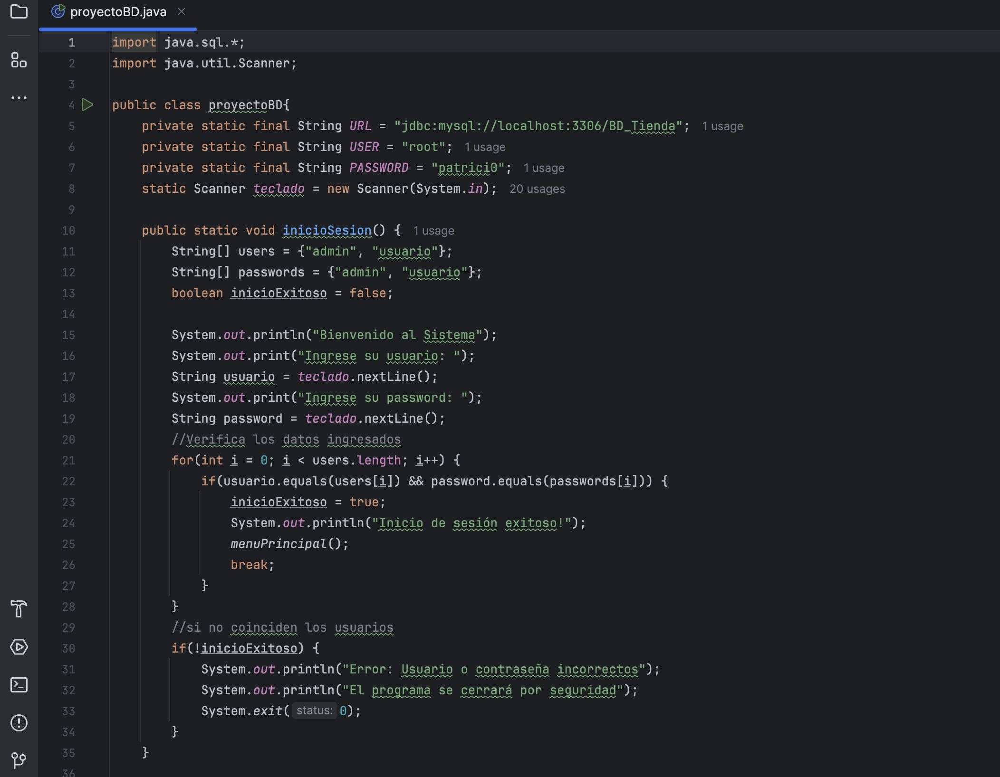 proyectoBD.java
1 import java.sql.*;
2 import java.util.Scanner;
3
4 public class proyectoBD{
5 private static final String URL = "jdbc:mysql://localhost:3306/BD_Tienda"; 1 usage
6 private static final String USER = "root"; 1 usage
7 private static final String PASSWORD = "patrici0"; 1 usage
8 static Scanner teclado = new Scanner(System.in); 20 usages
9
10 public static void inicioSesion() { 1 usage
11 String[] users = {"admin", "usuario"};
12 String[] passwords = {"admin", "usuario"};
13 boolean inicioExitoso = false;
14
15 System.out.println("Bienvenido al Sistema");
16 System.out.print("Ingrese su usuario: ");
17 String usuario = teclado.nextLine();
18 System.out.print("Ingrese su password: ");
19 String password = teclado.nextLine();
20 //Verifica los datos ingresados
21 for(int i = 0; i < users.length; i++) {
22 if(usuario.equals(users[i]) && password.equals(passwords[i])) {
23 inicioExitoso = true;
24 System.out.println("Inicio de sesión exitoso!");
25 menuPrincipal();
26 break;
27 }
28 }
29 //si no coinciden los usuarios
30 if(!inicioExitoso) {
31 System.out.println("Error: Usuario o contraseña incorrectos");
32 System.out.println("El programa se cerrará por seguridad");
33 System.exit( status: 0);
34 }
35 }
36